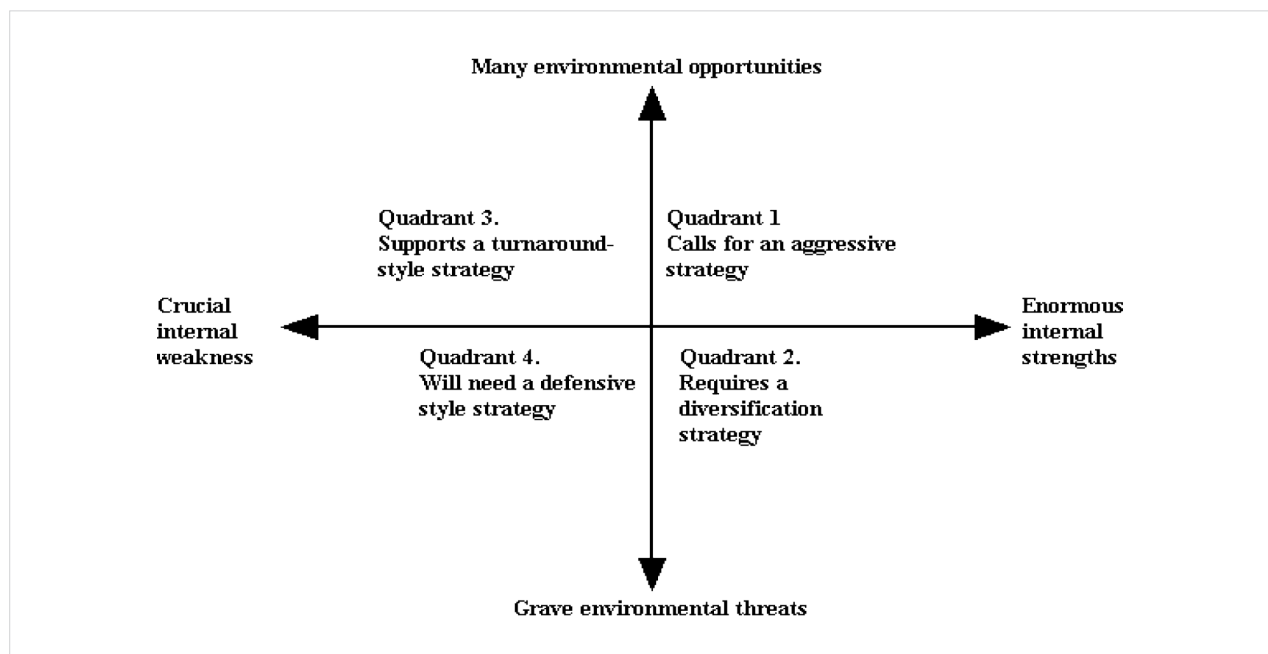 Many environmental opportunities
Quadrant 3.
Supports a turnaround-
style strategy
Quadrant 1
Calls for an aggressive
strategy
Crucial
internal
weakness
Enormous
internal
strengths
Quadrant 4.
Will need a defensive
style strategy
Quadrant 2.
Requires a
diversification
strategy
Grave environmental threats